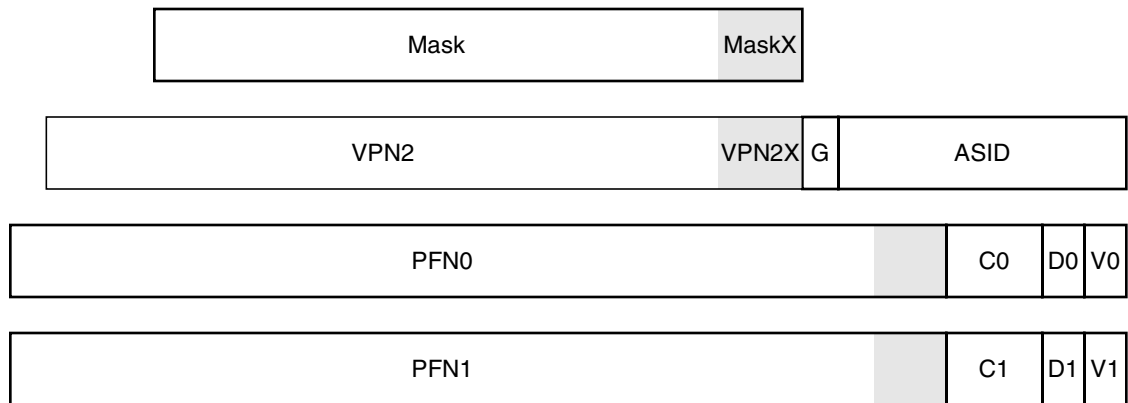 Mask MaskX
VPN2 VPN2X G ASID
PFN0 C0 D0 V0
PFN1 C1 D1 V1